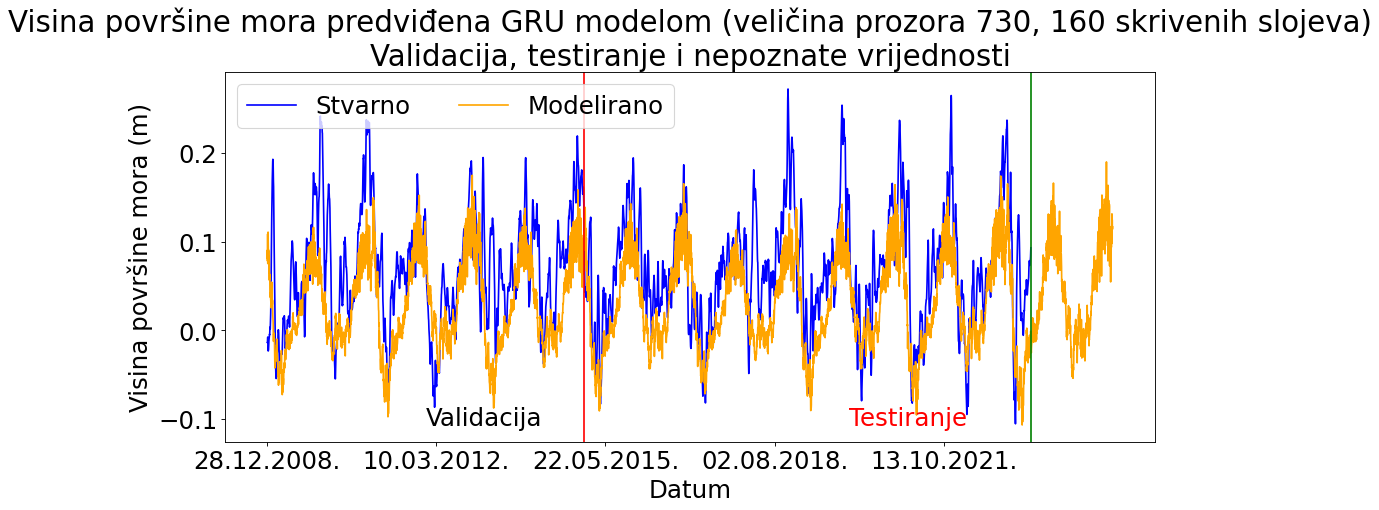 Visina površine mora predviđena GRU modelom (veličina prozora 730, 160 skrivenih slojeva)
Validacija, testiranje i nepoznate vrijednosti
Stvarno
Modelirano
Visina površine mora (m)
0.2
0.1
0.0
−0.1
Validacija
Testiranje
28.12.2008.
10.03.2012.
22.05.2015.
02.08.2018.
13.10.2021.
Datum